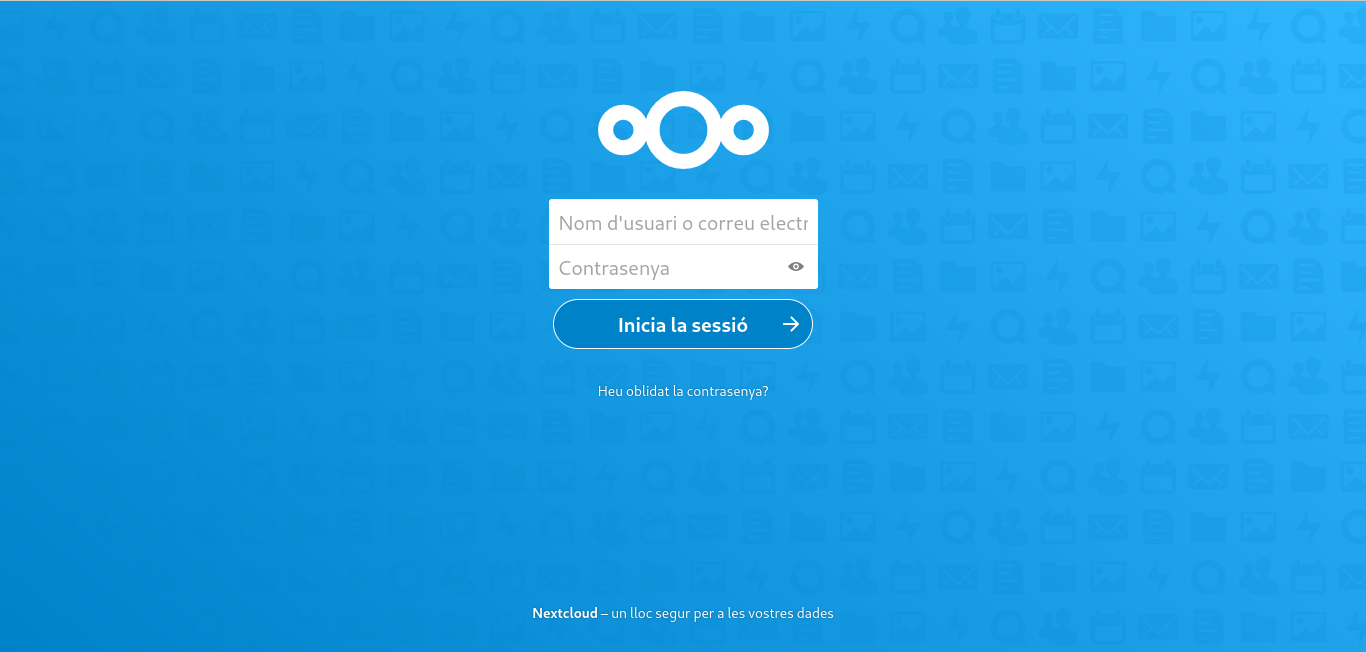 Nom d'usuari o correu electr
Contrasenya
Inicia la sessió
Heu oblidat la contrasenya?
Nextcloud – un lloc segur per a les vostres dades